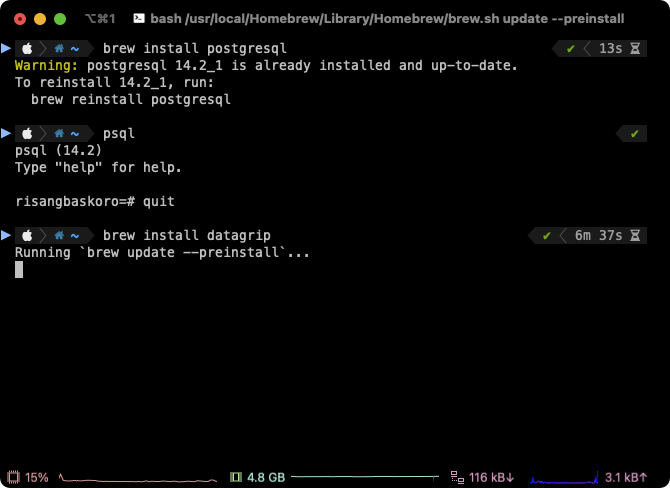 ⌥⌘1 bash /usr/local/Homebrew/Library/Homebrew/brew.sh update --preinstall
~ brew install postgresql ✔ 13s
Warning: postgresql 14.2_1 is already installed and up-to-date.
To reinstall 14.2_1, run:
  brew reinstall postgresql
~ psql ✔
psql (14.2)
Type "help" for help.
risangbaskoro=# quit
~ brew install datagrip ✔ 6m 37s
Running `brew update --preinstall`...
15% 4.8 GB 116 kB↓ 3.1 kB↑